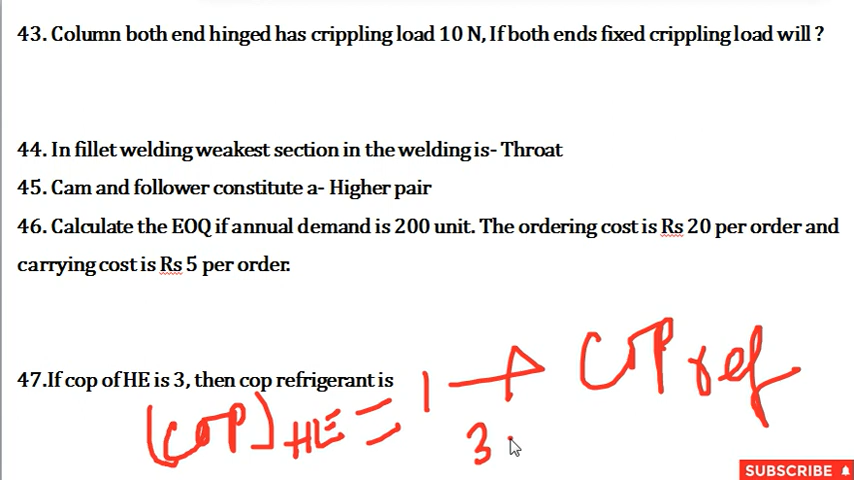 43. Column both end hinged has crippling load 10 N, If both ends fixed crippling load will ?
44. In fillet welding weakest section in the welding is- Throat
45. Cam and follower constitute a- Higher pair
46. Calculate the EOQ if annual demand is 200 unit. The ordering cost is Rs 20 per order and
carrying cost is Rs 5 per order.
47.If cop of HE is 3, then cop refrigerant is
(COP)HE = 1 + COP ref
3
SUBSCRIBE